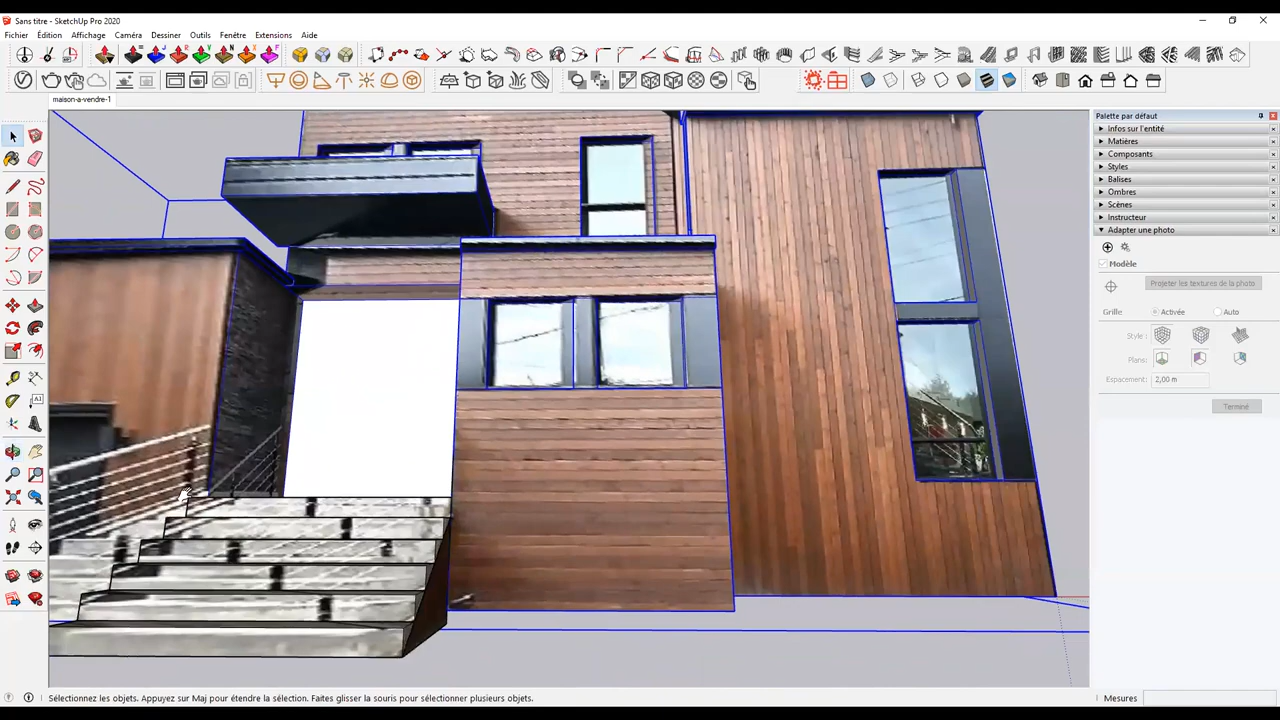 Sans titre - SketchUp Pro 2020
Fichier Édition Affichage Caméra Dessiner Outils Fenêtre Extensions Aide
maison-a-vendre-1
Palette par défaut
Infos sur l'entité
Matières
Composants
Styles
Balises
Ombres
Scènes
Instructeur
Adapter une photo
Modèle
Projeter les textures de la photo
Grille Activée Auto
Style :
Plans:
Espacement: 2,00 m
Terminé
Sélectionnez les objets. Appuyez sur Maj pour étendre la sélection. Faites glisser la souris pour sélectionner plusieurs objets.
Mesures